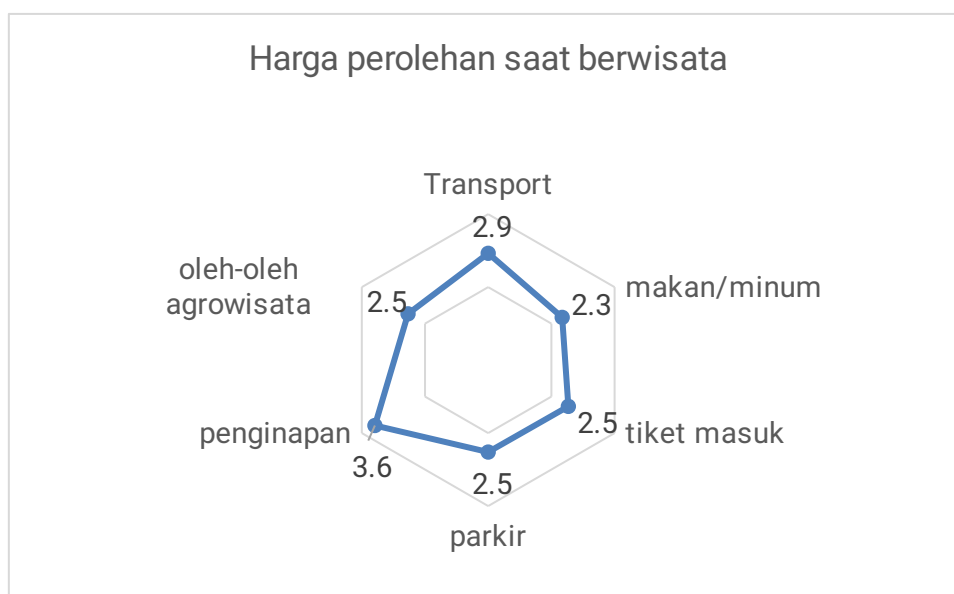 Harga perolehan saat berwisata
Transport
2.9
makan/minum
2.3
tiket masuk
2.5
parkir
2.5
penginapan
3.6
oleh-oleh
agrowisata
2.5